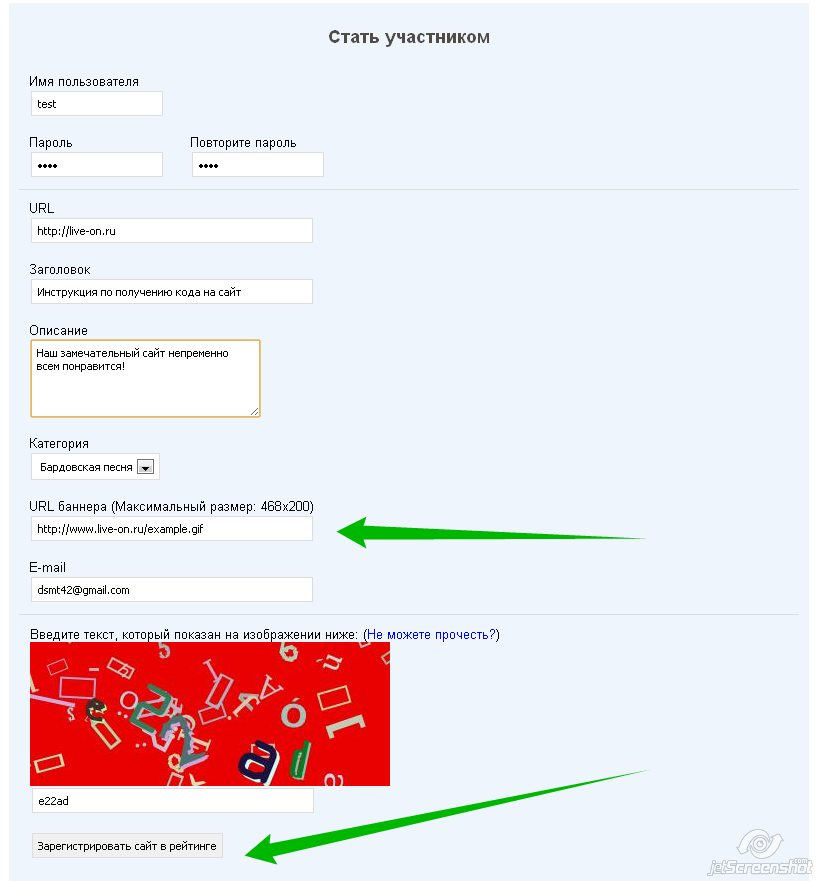 Стать участником
Имя пользователя
test
Пароль Повторите пароль
•••• ••••
URL
http://live-on.ru
Заголовок
Инструкция по получению кода на сайт
Описание
Наш замечательный сайт непременно
всем понравится!
Категория
Бардовская песня
URL баннера (Максимальный размер: 468x200)
http://www.live-on.ru/example.gif
E-mail
dsmt42@gmail.com
Введите текст, который показан на изображении ниже: (Не можете прочесть?)
e22ad
e22ad
Зарегистрировать сайт в рейтинге
jetScreenshot.com